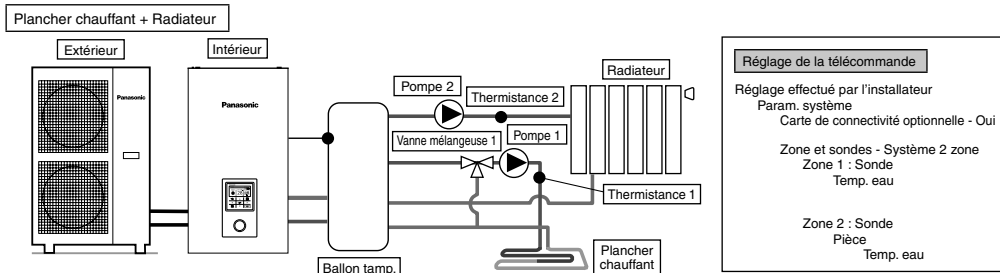 Plancher chauffant + Radiateur
Extérieur
Intérieur
Panasonic
Panasonic
Pompe 2
Thermistance 2
Radiateur
Vanne mélangeuse 1
Pompe 1
Thermistance 1
Plancher
chauffant
Ballon tamp.
Réglage de la télécommande
Réglage effectué par l'installateur
Param. système
Carte de connectivité optionnelle - Oui
Zone et sondes - Système 2 zone
Zone 1 : Sonde
Temp. eau
Zone 2 : Sonde
Pièce
Temp. eau